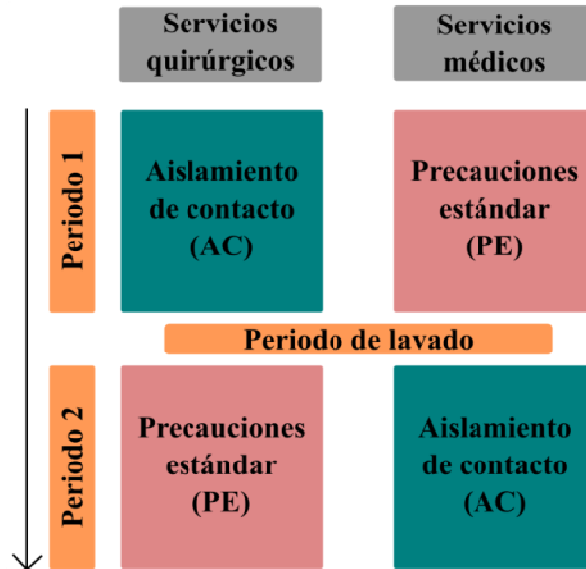 Servicios
quirúrgicos
Servicios
médicos
Periodo 1
Aislamiento
de contacto
(AC)
Precauciones
estándar
(PE)
Periodo de lavado
Periodo 2
Precauciones
estándar
(PE)
Aislamiento
de contacto
(AC)